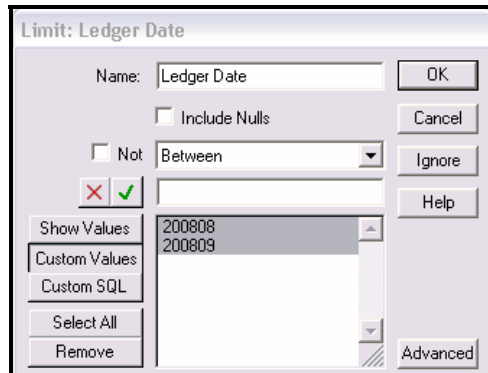 Limit: Ledger Date
Name: Ledger Date OK
Include Nulls Cancel
Not Between Ignore
Help
Show Values 200808
200809
Custom Values
Custom SQL
Select All
Remove Advanced